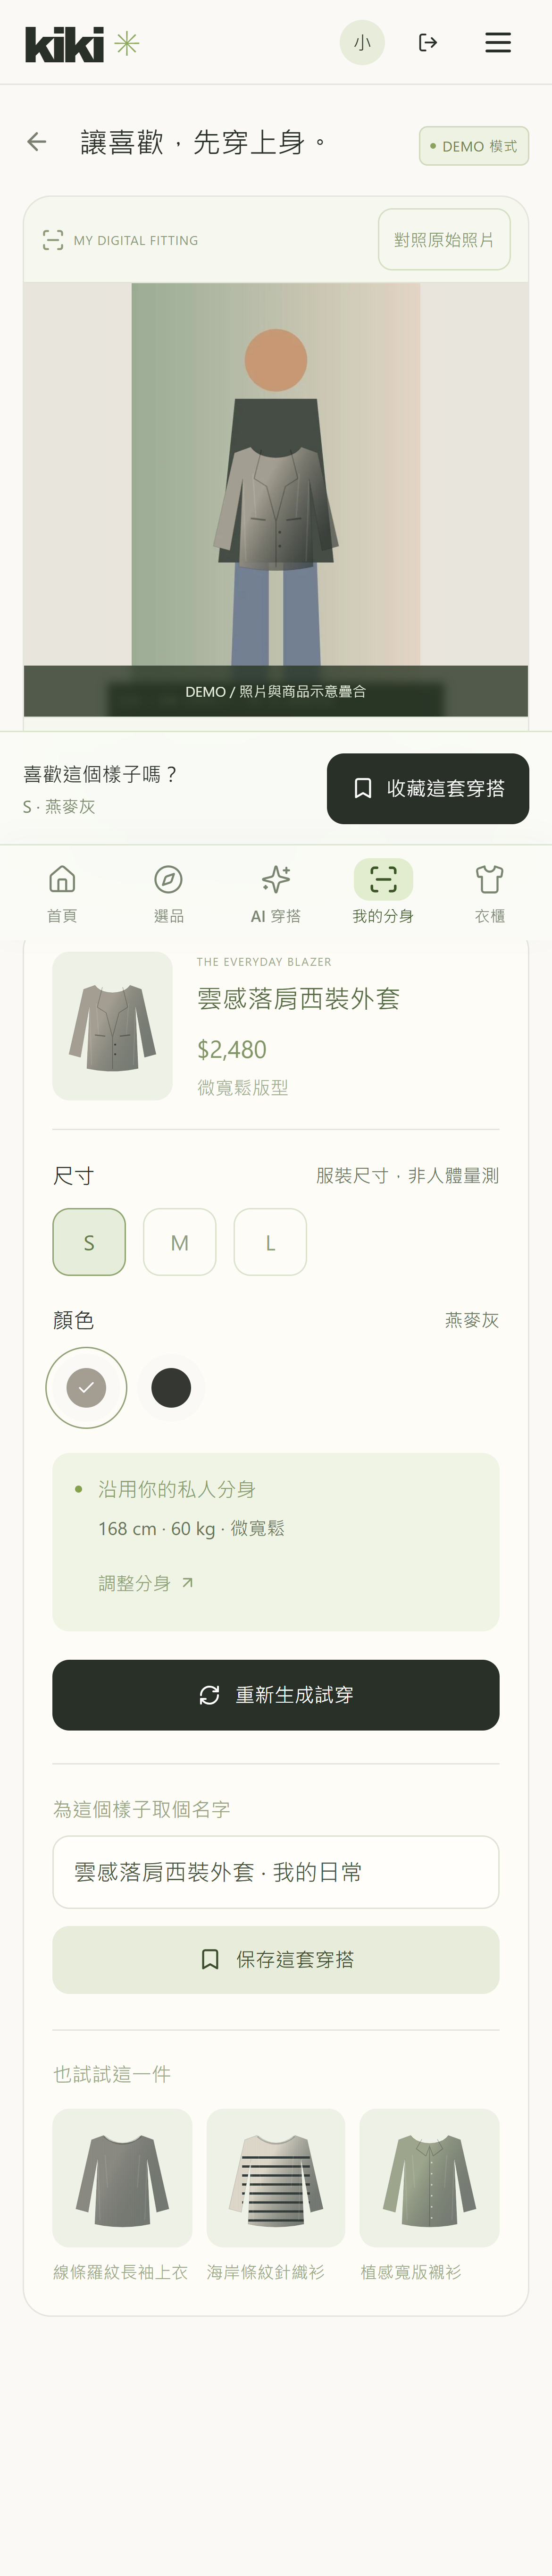 kiki
小
讓喜歡，先穿上身。
DEMO 模式
MY DIGITAL FITTING
對照原始照片
DEMO / 照片與商品示意疊合
喜歡這個樣子嗎？
S · 燕麥灰
收藏這套穿搭
首頁
選品
AI 穿搭
我的分身
衣櫃
THE EVERYDAY BLAZER
雲感落肩西裝外套
$2,480
微寬鬆版型
尺寸
服裝尺寸，非人體量測
S
M
L
顏色
燕麥灰
沿用你的私人分身
168 cm · 60 kg · 微寬鬆
調整分身
重新生成試穿
為這個樣子取個名字
雲感落肩西裝外套 · 我的日常
保存這套穿搭
也試試這一件
線條羅紋長袖上衣
海岸條紋針織衫
植感寬版襯衫